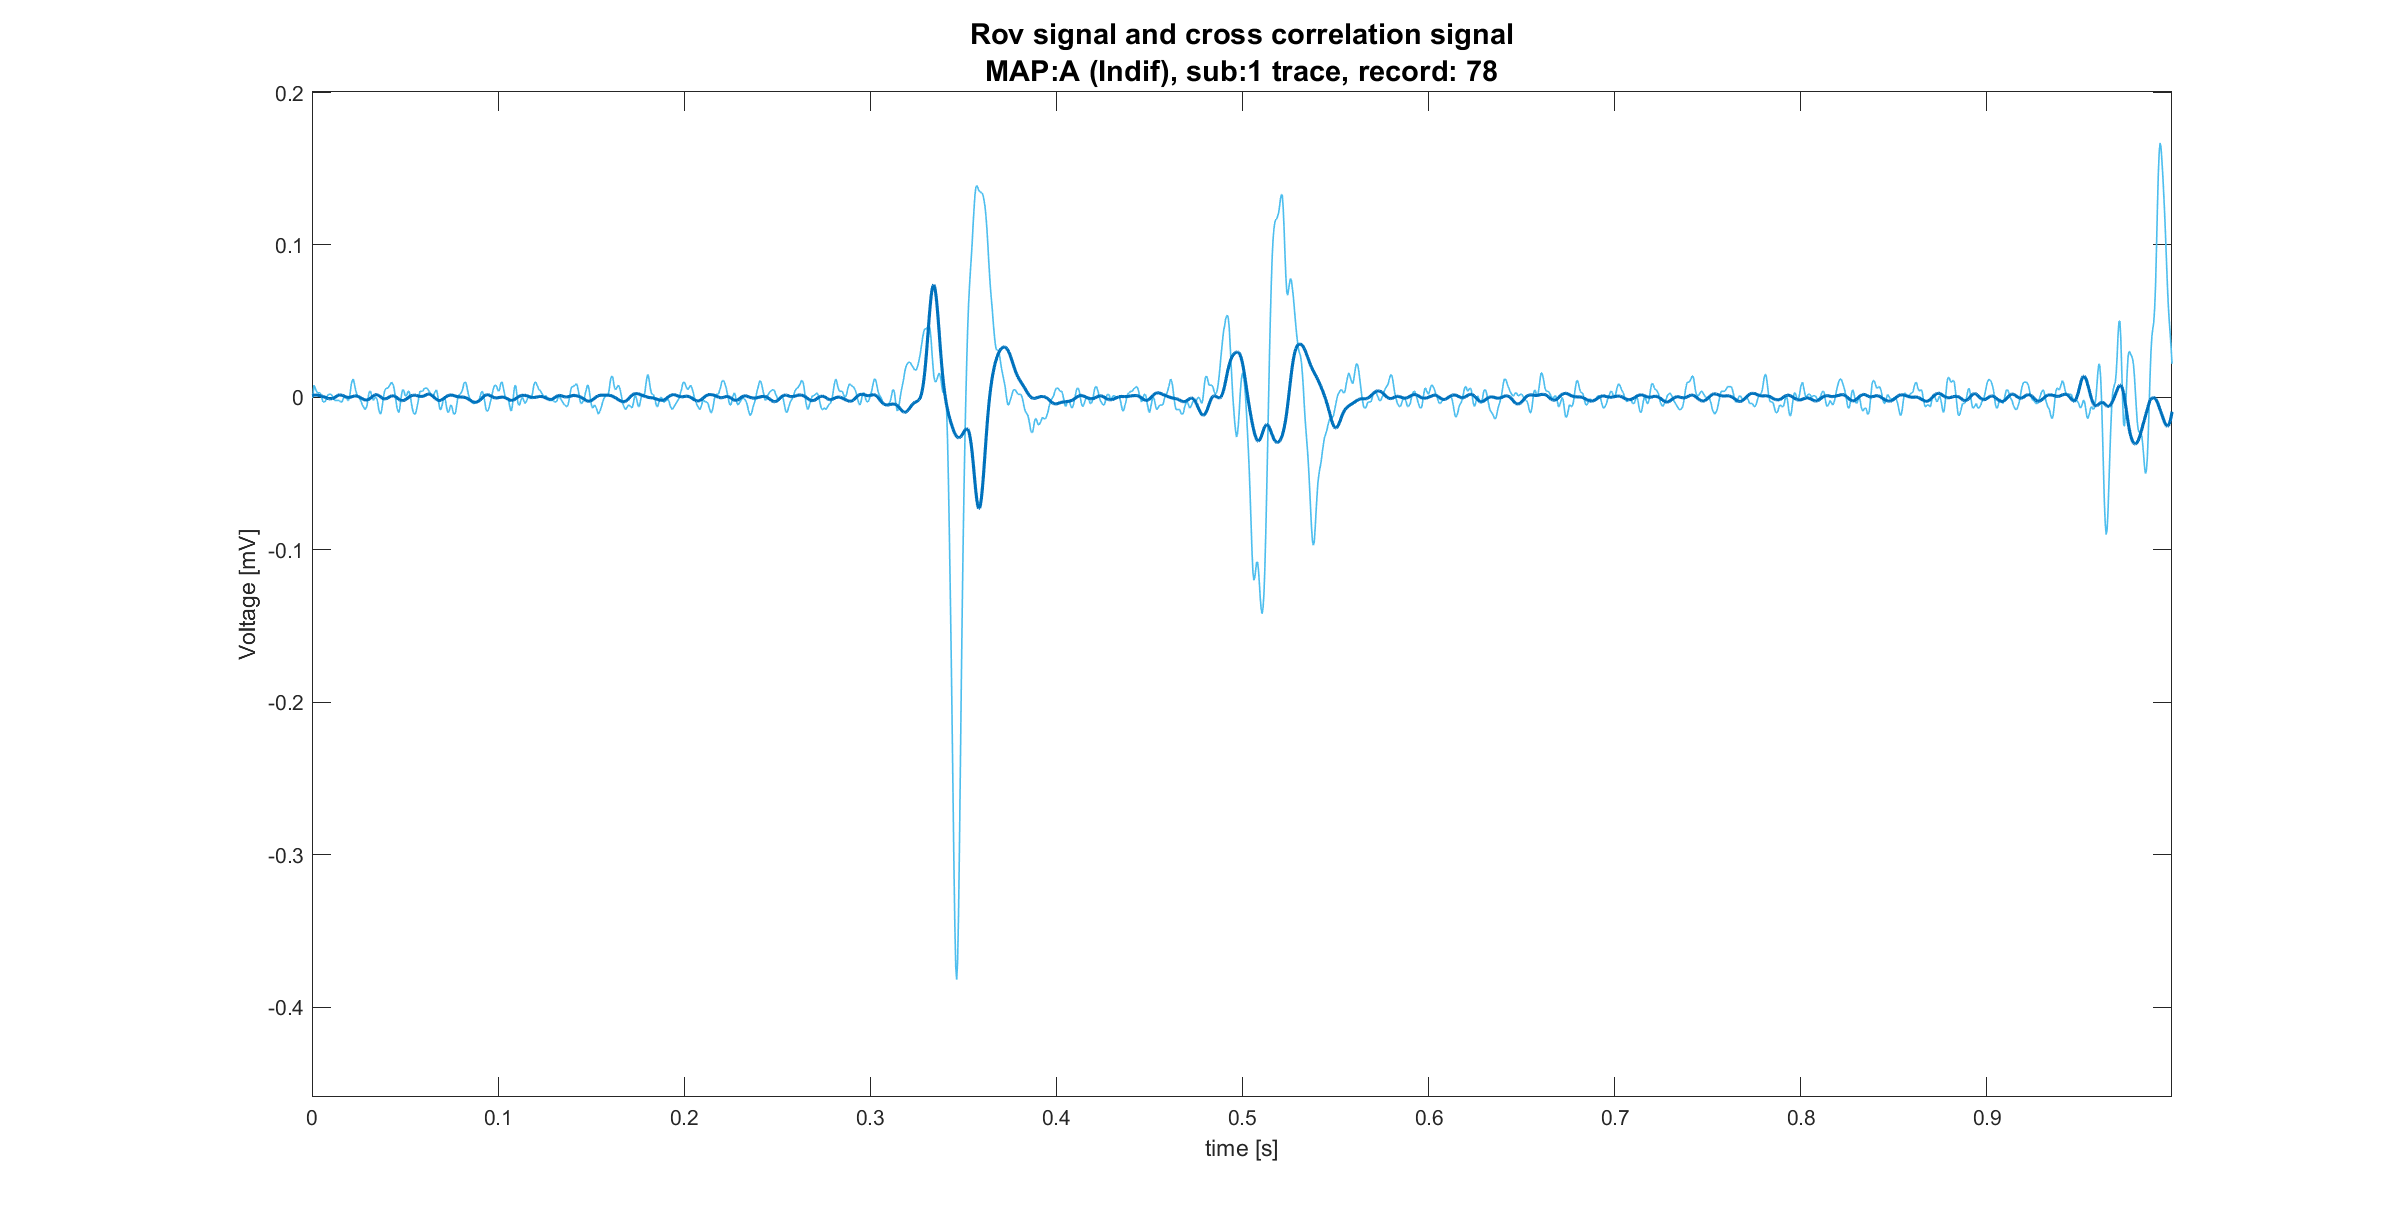 Rov signal and cross correlation signal
MAP:A (Indif), sub:1 trace, record: 78
0.2
0.1
0
-0.1
-0.2
-0.3
-0.4
Voltage [mV]
0 0.1 0.2 0.3 0.4 0.5 0.6 0.7 0.8 0.9
time [s]